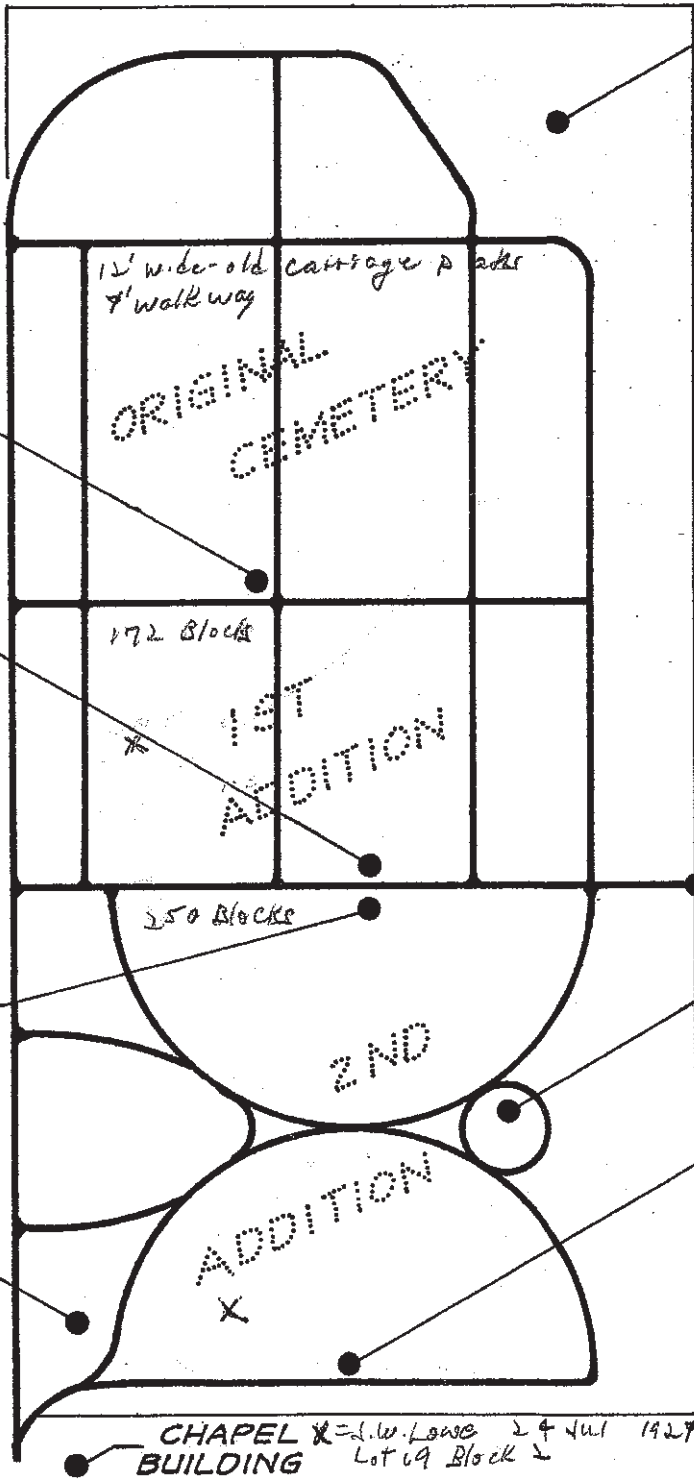 12' wide-old carriage
7' walkway
ORIGINAL
CEMETERY
172 Blocks
1ST
ADDITION
250 Blocks
2ND
ADDITION
X
CHAPEL
BUILDING
X=J.W. Lowe 24 Jul
Lot 19 Block 2